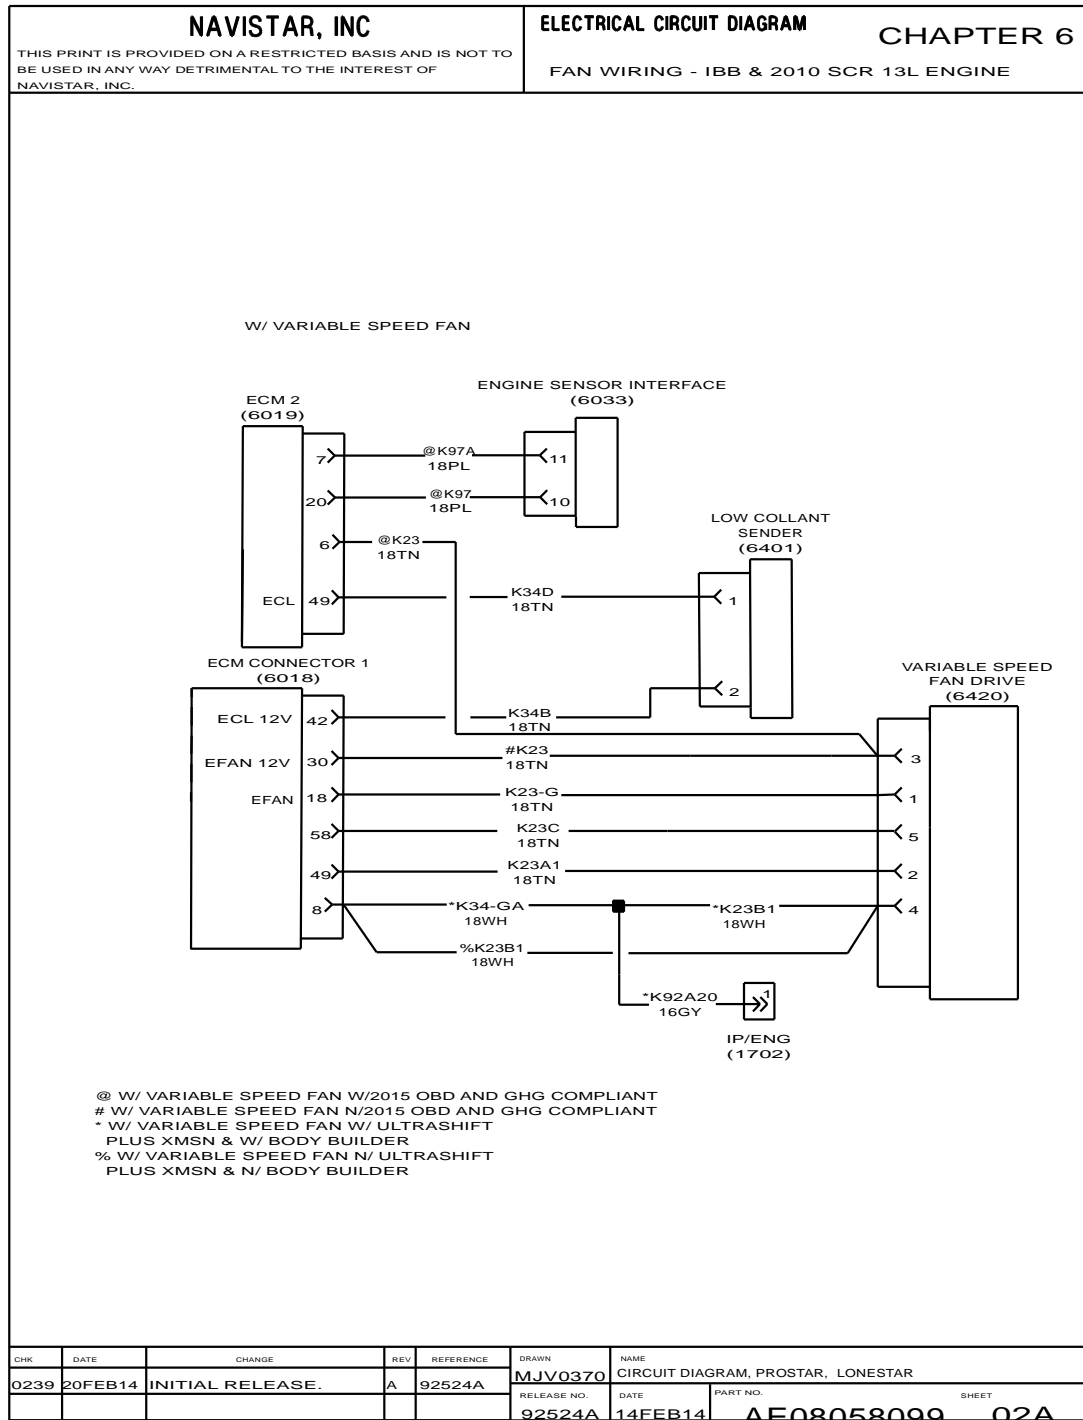 NAVISTAR, INC
THIS PRINT IS PROVIDED ON A RESTRICTED BASIS AND IS NOT TO
BE USED IN ANY WAY DETRIMENTAL TO THE INTEREST OF
NAVISTAR, INC.
ELECTRICAL CIRCUIT DIAGRAM
CHAPTER 6
FAN WIRING - IBB & 2010 SCR 13L ENGINE
W/ VARIABLE SPEED FAN
ECM 2
(6019)
ENGINE SENSOR INTERFACE
(6033)
7
@K97A
18PL
11
20
@K97
18PL
10
6
@K23
18TN
LOW COLLANT
SENDER
(6401)
ECL
49
K34D
18TN
1
2
ECM CONNECTOR 1
(6018)
VARIABLE SPEED
FAN DRIVE
(6420)
ECL 12V
42
K34B
18TN
EFAN 12V
30
#K23
18TN
3
EFAN
18
K23-G
18TN
1
58
K23C
18TN
5
49
K23A1
18TN
2
8
*K34-GA
18WH
*K23B1
18WH
4
%K23B1
18WH
*K92A20
16GY
1
IP/ENG
(1702)
@ W/ VARIABLE SPEED FAN W/2015 OBD AND GHG COMPLIANT
# W/ VARIABLE SPEED FAN N/2015 OBD AND GHG COMPLIANT
* W/ VARIABLE SPEED FAN W/ ULTRASHIFT
PLUS XMSN & W/ BODY BUILDER
% W/ VARIABLE SPEED FAN N/ ULTRASHIFT
PLUS XMSN & N/ BODY BUILDER
CHK DATE CHANGE REV REFERENCE
0239 20FEB14 INITIAL RELEASE. A 92524A
DRAWN
MJV0370
NAME
CIRCUIT DIAGRAM, PROSTAR, LONESTAR
RELEASE NO.
92524A
DATE
14FEB14
PART NO.
AE08058099
SHEET
02A